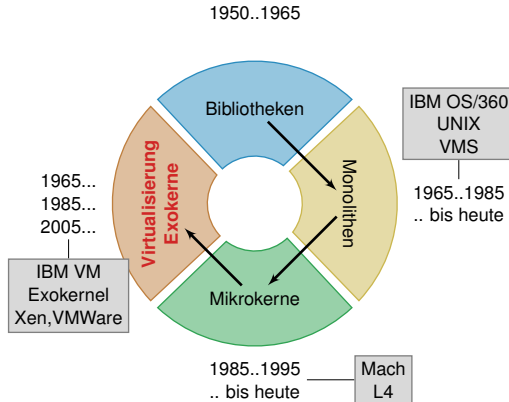 1950..1965
Bibliotheken
IBM OS/360
UNIX
VMS
1965..1985
.. bis heute
Monolithen
Virtualisierung
Exokerne
1965...
1985...
2005...
IBM VM
Exokernel
Xen,VMWare
Mikrokerne
1985..1995
.. bis heute
Mach
L4